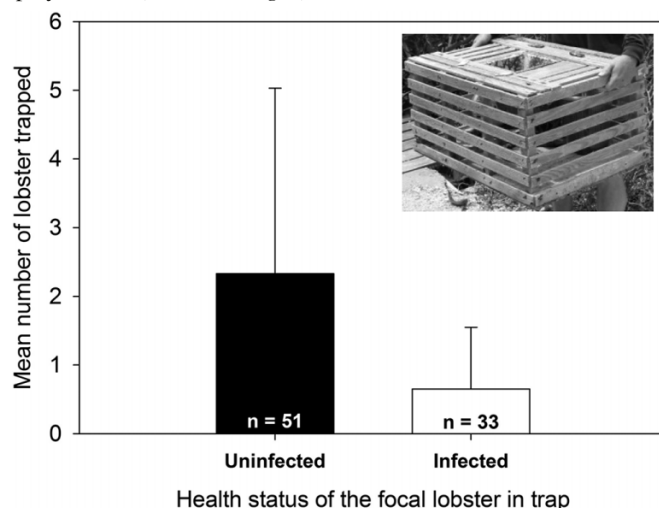 6
5
4
3
2
1
0
Mean number of lobster trapped
n = 51
n = 33
Uninfected
Infected
Health status of the focal lobster in trap